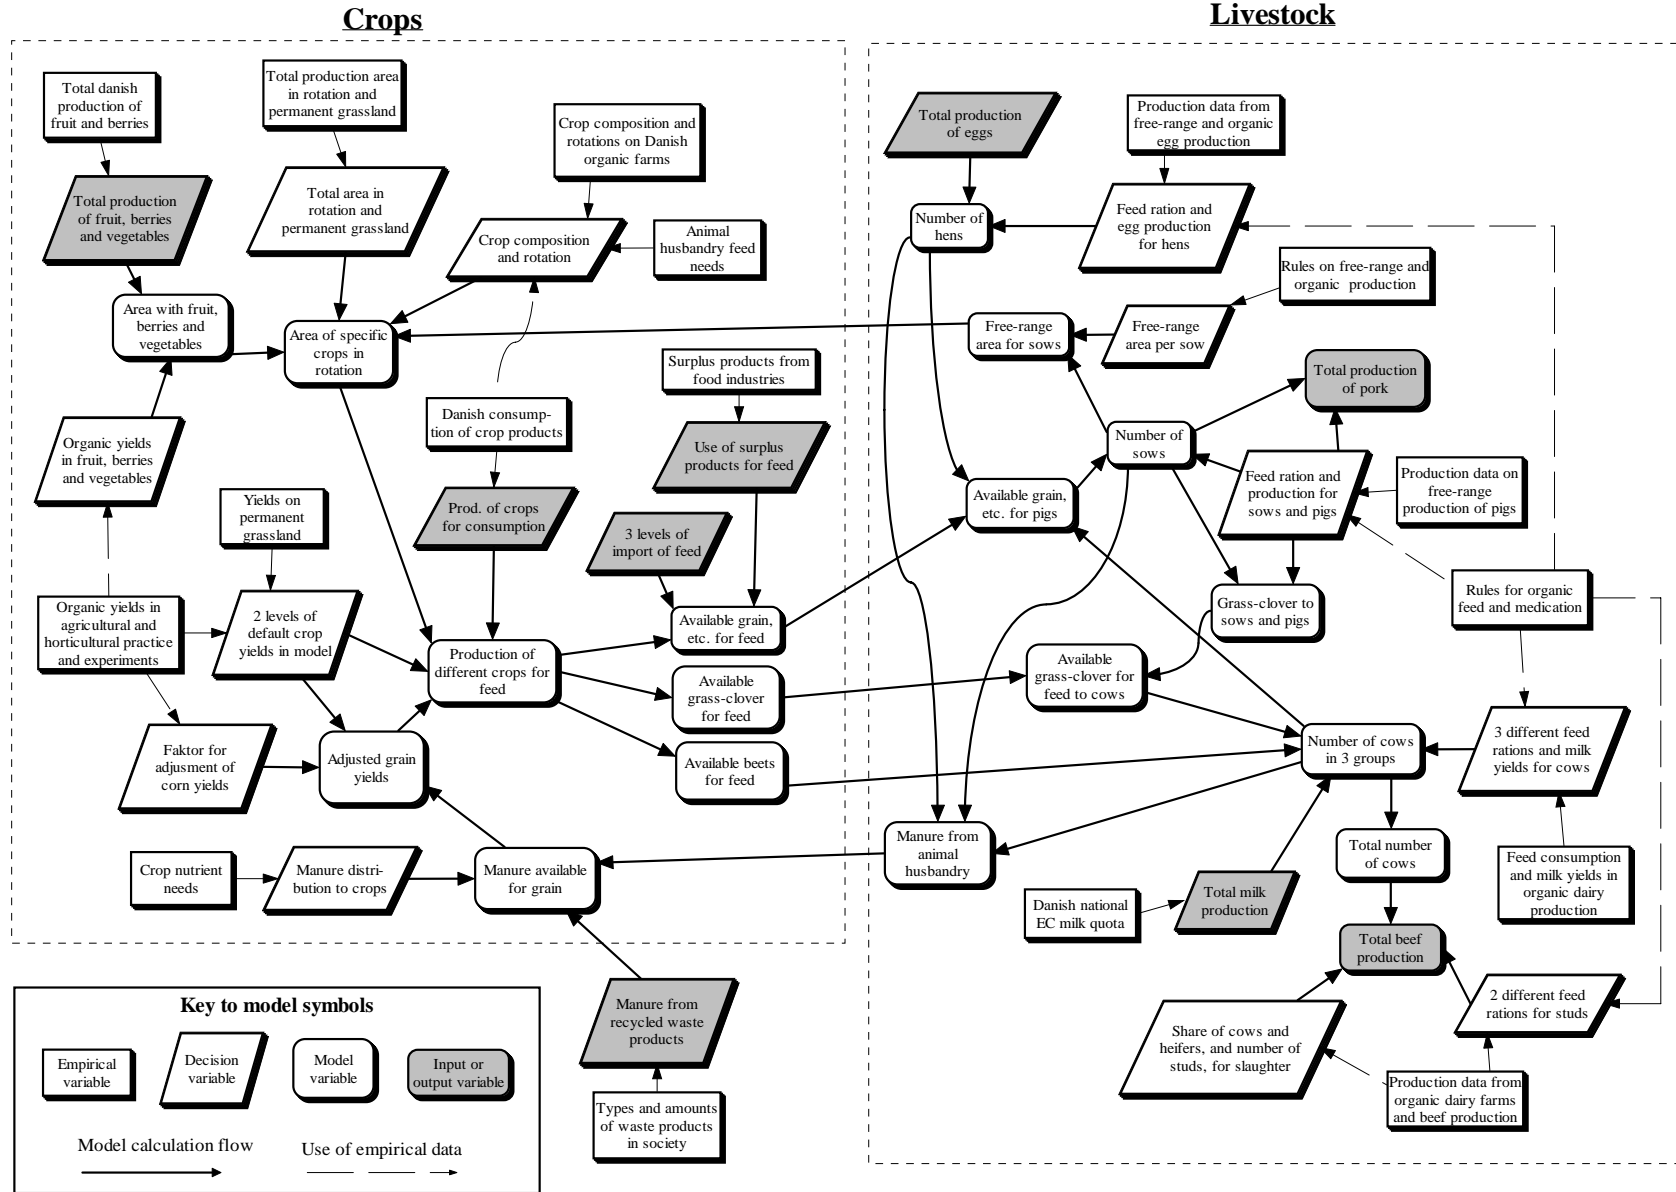 Crops
Total danish
production of
fruit and berries
Total production area
in rotation and
permanent grassland
Crop composition and
rotations on Danish
organic farms
Total production
of fruit, berries
and vegetables
Total area in
rotation and
permanent grassland
Crop composition
and rotation
Animal
husbandry feed
needs
Area with fruit,
berries and
vegetables
Area of specific
crops in
rotation
Surplus products from
food industries
Organic yields
in fruit, berries
and vegetables
Danish consump-
tion of crop products
Use of surplus
products for feed
Yields on
permanent
grassland
Prod. of crops
for consumption
3 levels of
import of feed
Organic yields in
agricultural and
horticultural practice
and experiments
2 levels of
default crop
yields in model
Production of
different crops for
feed
Available grain,
etc. for feed
Available
grass-clover
for feed
Available beets
for feed
Faktor for
adjusment of
corn yields
Adjusted grain
yields
Crop nutrient
needs
Manure distri-
bution to crops
Manure available
for grain
Manure from
recycled waste
products
Types and amounts
of waste products
in society
Livestock
Total production
of eggs
Production data from
free-range and organic
egg production
Number of
hens
Feed ration and
egg production
for hens
Rules on free-range and
organic production
Free-range
area for sows
Free-range
area per sow
Total production
of pork
Number of
sows
Available grain,
etc. for pigs
Feed ration and
production for
sows and pigs
Production data on
free-range
production of pigs
Grass-clover to
sows and pigs
Rules for organic
feed and medication
Available
grass-clover for
feed to cows
Number of cows
in 3 groups
3 different feed
rations and milk
yields for cows
Manure from
animal
husbandry
Total number
of cows
Feed consumption
and milk yields in
organic dairy
production
Danish national
EC milk quota
Total milk
production
Total beef
production
2 different feed
rations for studs
Share of cows and
heifers, and number of
studs, for slaughter
Production data from
organic dairy farms
and beef production
Key to model symbols
Empirical
variable
Decision
variable
Model
variable
Input or
output variable
Model calculation flow
Use of empirical data